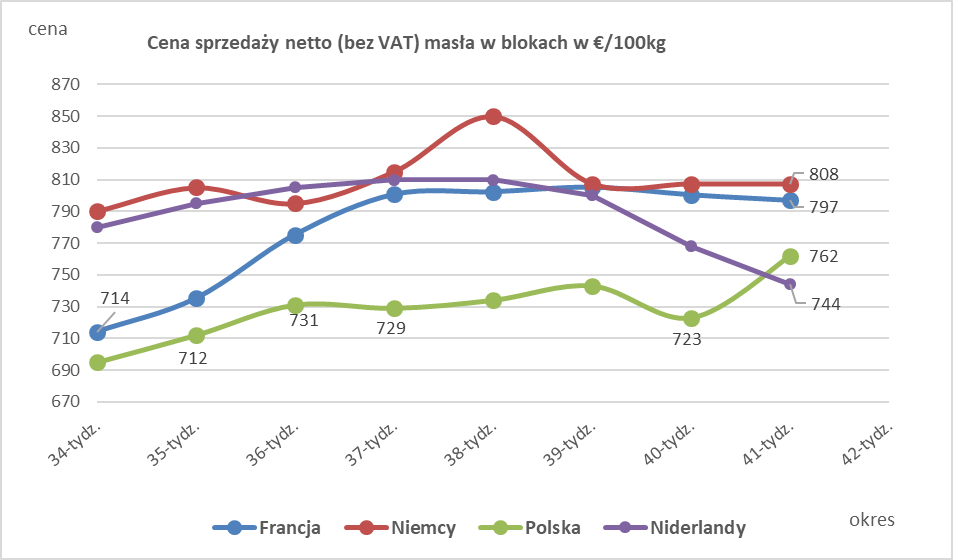 cena
Cena sprzedaży netto (bez VAT) masła w blokach w €/100kg
870
850
830
810
790
770
750
730
710
690
670
714
712
731
729
723
808
797
762
744
34-tydz.
35-tydz.
36-tydz.
37-tydz.
38-tydz.
39-tydz.
40-tydz.
41-tydz.
42-tydz.
Francja Niemcy Polska Niderlandy
okres